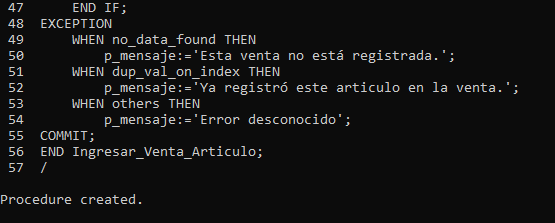 47 END IF;
48 EXCEPTION
49 WHEN no_data_found THEN
50 p_mensaje:='Esta venta no está registrada.';
51 WHEN dup_val_on_index THEN
52 p_mensaje:='Ya registró este articulo en la venta.';
53 WHEN others THEN
54 p_mensaje:='Error desconocido';
55 COMMIT;
56 END Ingresar_Venta_Articulo;
57 /
Procedure created.